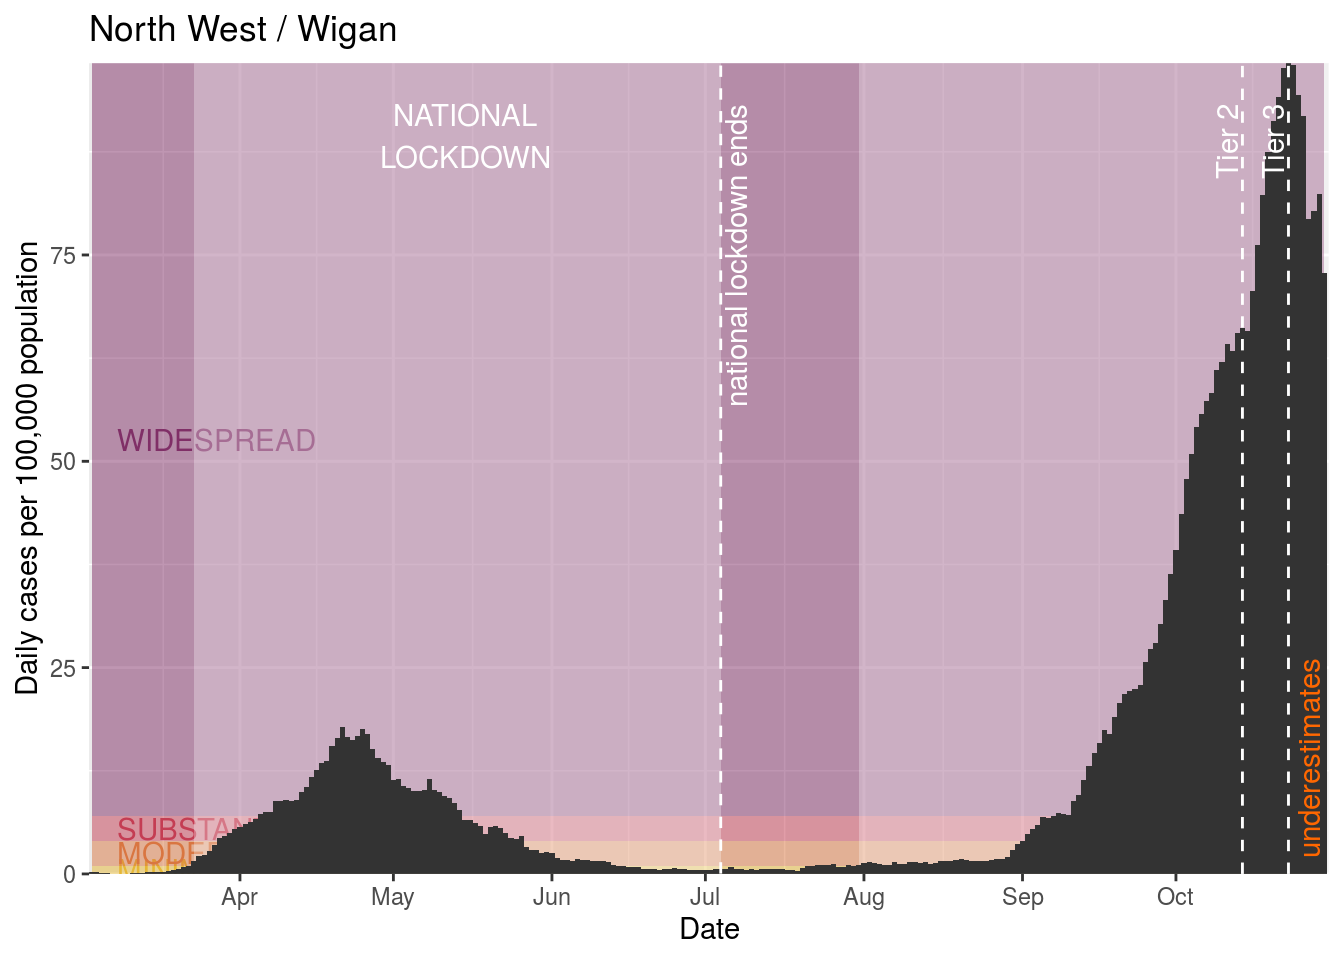 North West / Wigan
NATIONAL
LOCKDOWN
national lockdown ends
Tier 2
Tier 3
WIDESPREAD
underestimates
Daily cases per 100,000 population
75
50
25
0
Apr
May
Jun
Jul
Aug
Sep
Oct
Date